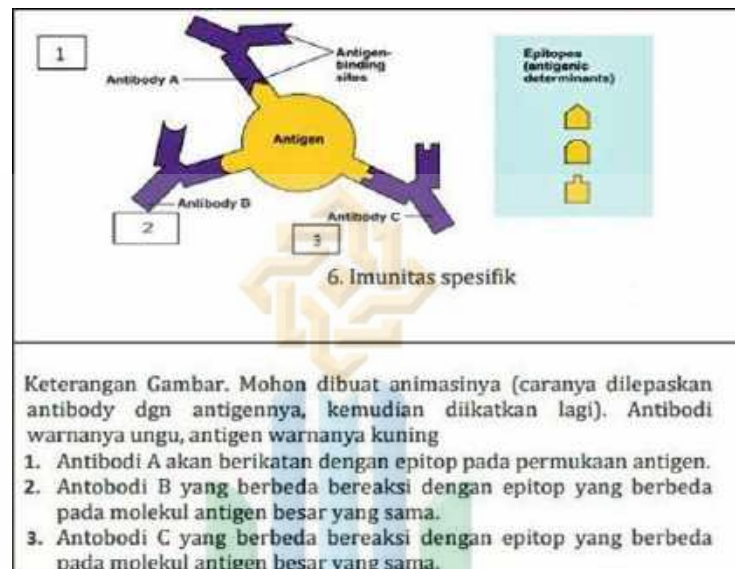 1
Antigen-
binding
sites
Epitopes
(antigenic
determinants)
Antibody A
Antigen
Antibody B
2
Antibody C
3
6. Imunitas spesifik
Keterangan Gambar. Mohon dibuat animasinya (caranya dilepaskan
antibody dgn antigennya, kemudian diikatkan lagi). Antibodi
warnanya ungu, antigen warnanya kuning
1. Antibodi A akan berikatan dengan epitop pada permukaan antigen.
2. Antobodi B yang berbeda bereaksi dengan epitop yang berbeda
pada molekul antigen besar yang sama.
3. Antobodi C yang berbeda bereaksi dengan epitop yang berbeda
pada molekul antigen besar yang sama.